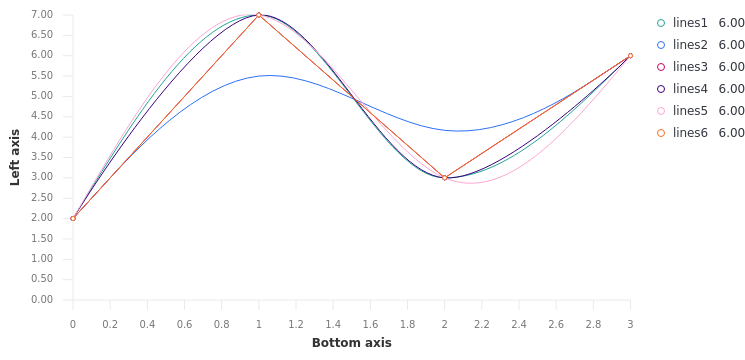 7.00
6.50
6.00
5.50
5.00
4.50
4.00
3.50
3.00
2.50
2.00
1.50
1.00
0.50
0.00
Left axis
0 0.2 0.4 0.6 0.8 1 1.2 1.4 1.6 1.8 2 2.2 2.4 2.6 2.8 3
Bottom axis
lines1 6.00
lines2 6.00
lines3 6.00
lines4 6.00
lines5 6.00
lines6 6.00